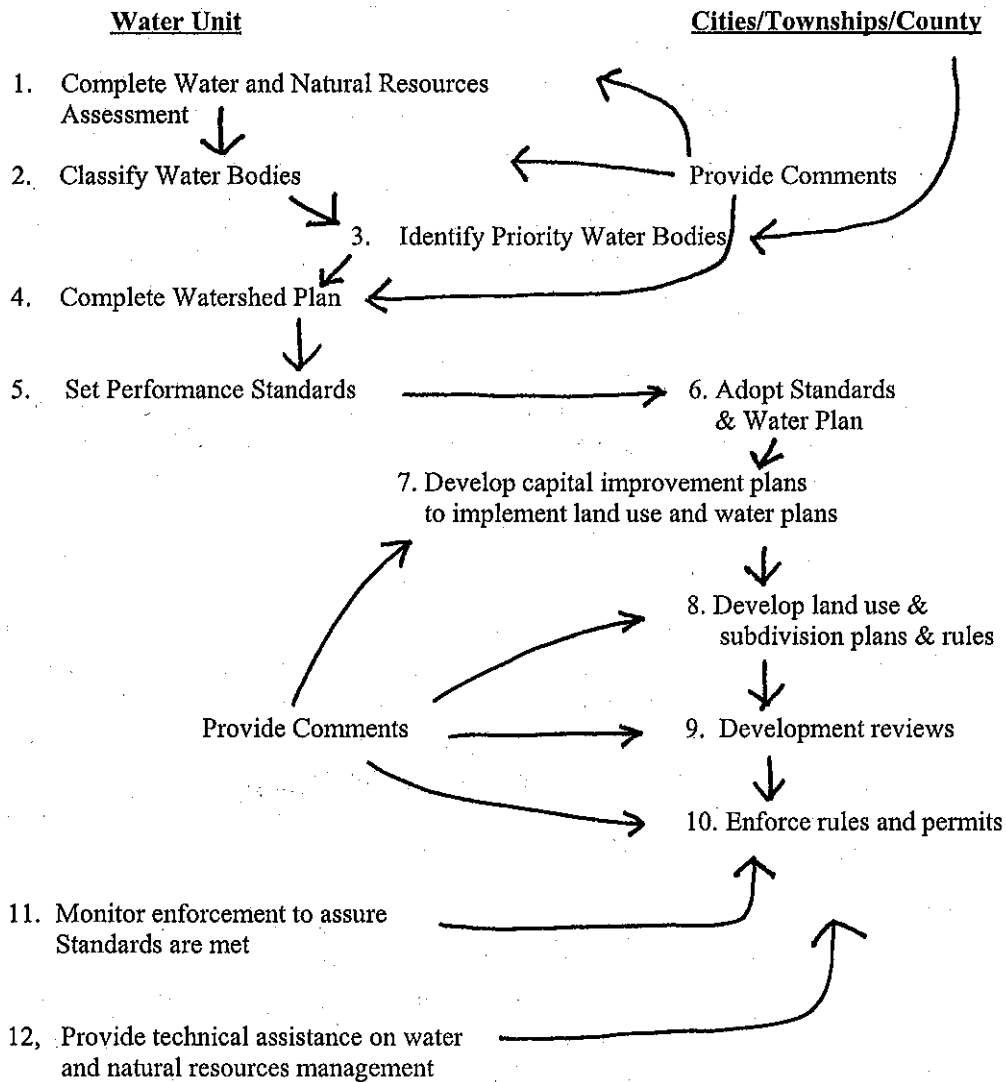 Water Unit
Cities/Townships/County
1. Complete Water and Natural Resources
Assessment
2. Classify Water Bodies
Provide Comments
3. Identify Priority Water Bodies
4. Complete Watershed Plan
5. Set Performance Standards
6. Adopt Standards
& Water Plan
7. Develop capital improvement plans
to implement land use and water plans
8. Develop land use &
subdivision plans & rules
Provide Comments
9. Development reviews
10. Enforce rules and permits
11. Monitor enforcement to assure
Standards are met
12, Provide technical assistance on water
and natural resources management